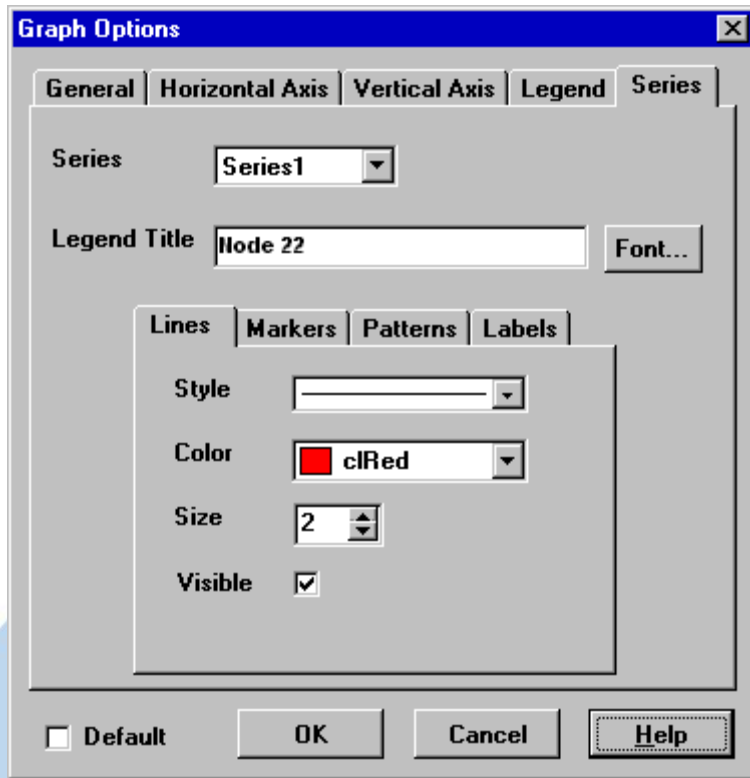 Graph Options
General Horizontal Axis Vertical Axis Legend Series
Series Series1
Legend Title Node 22 Font...
Lines Markers Patterns Labels
Style
Color clRed
Size 2
Visible
Default OK Cancel Help